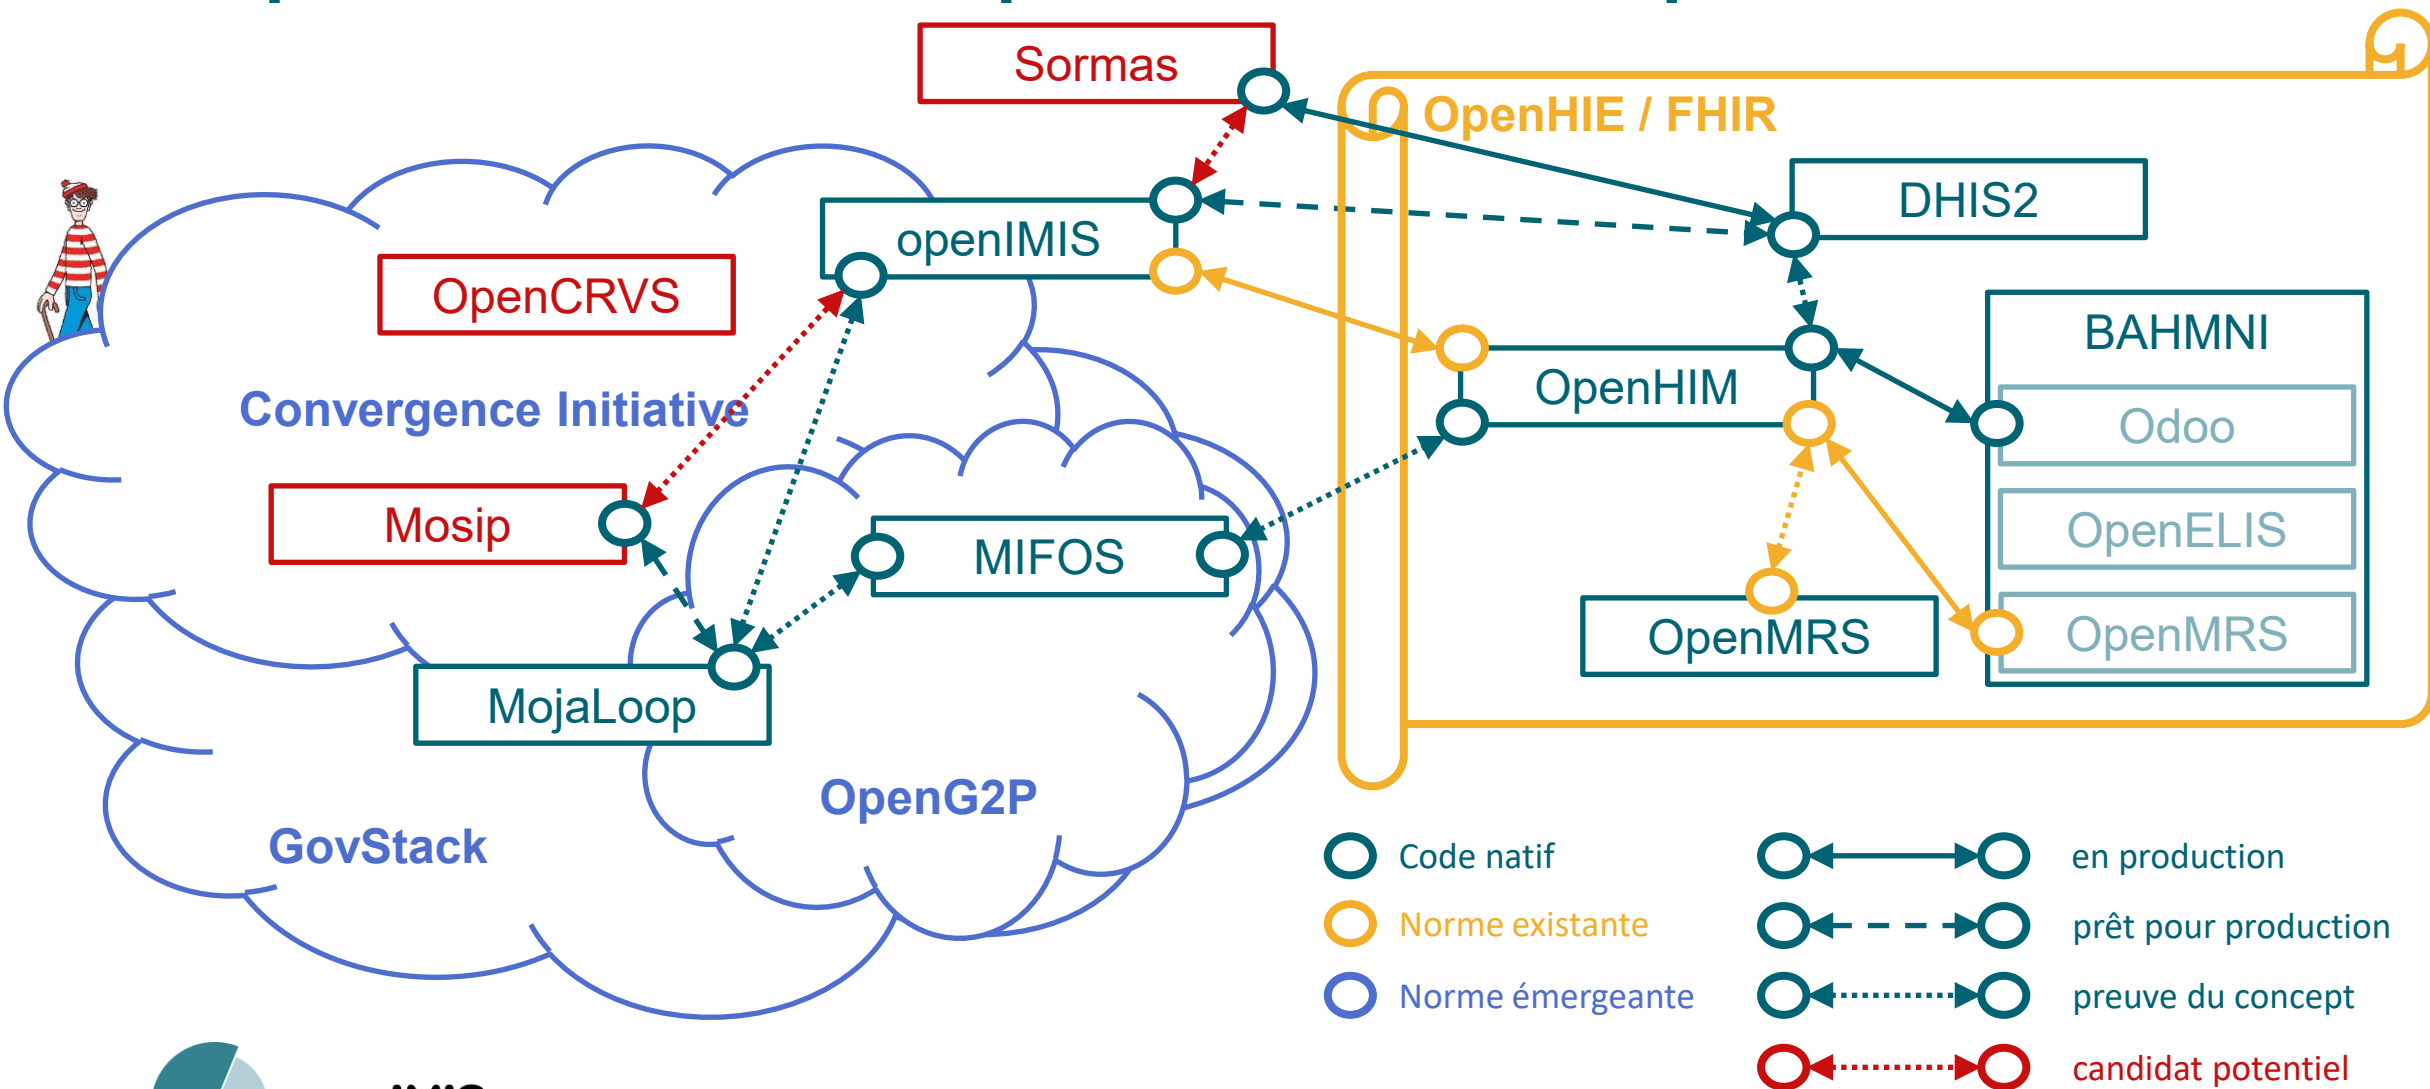 Sormas
OpenHIE / FHIR
DHIS2
openIMIS
OpenCRVS
BAHMNI
OpenHIM
Convergence Initiative
Odoo
Mosip
MIFOS
OpenELIS
OpenMRS
OpenMRS
MojaLoop
OpenG2P
GovStack
Code natif
en production
Norme existante
prêt pour production
Norme émergeante
preuve du concept
candidat potentiel